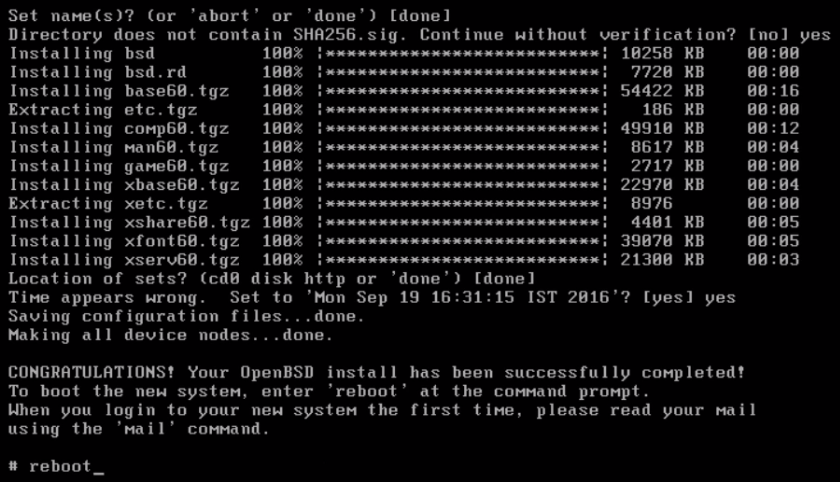 Set name(s)? (or 'abort' or 'done') [done]
Directory does not contain SHA256.sig. Continue without verification? [no] yes
Installing bsd          100% |**************************| 10258 KB    00:00
Installing bsd.rd       100% |**************************|  7720 KB    00:00
Installing base60.tgz   100% |**************************| 54422 KB    00:16
Extracting etc.tgz      100% |**************************|   186 KB    00:00
Installing comp60.tgz   100% |**************************| 49910 KB    00:12
Installing man60.tgz    100% |**************************|  8617 KB    00:04
Installing game60.tgz   100% |**************************|  2717 KB    00:00
Installing xbase60.tgz  100% |**************************| 22970 KB    00:04
Extracting xetc.tgz     100% |**************************|  8976       00:00
Installing xshare60.tgz 100% |**************************|  4401 KB    00:05
Installing xfont60.tgz  100% |**************************| 39070 KB    00:05
Installing xserv60.tgz  100% |**************************| 21300 KB    00:03
Location of sets? (cd0 disk http or 'done') [done]
Time appears wrong.  Set to 'Mon Sep 19 16:31:15 IST 2016'? [yes] yes
Saving configuration files...done.
Making all device nodes...done.
CONGRATULATIONS! Your OpenBSD install has been successfully completed!
To boot the new system, enter 'reboot' at the command prompt.
When you login to your new system the first time, please read your mail
using the 'mail' command.
# reboot_